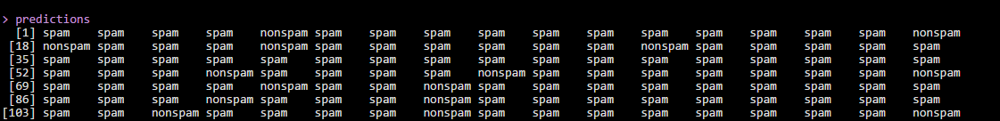 > predictions
[1] spam spam spam spam nonspam spam spam spam spam spam spam spam spam spam spam spam nonspam
[18] nonspam spam spam spam nonspam spam spam spam spam spam spam nonspam spam spam spam spam spam
[35] spam spam spam spam spam spam spam spam spam spam spam spam spam spam spam spam spam
[52] spam spam spam nonspam spam spam spam spam nonspam spam spam spam spam spam spam spam nonspam
[69] spam spam spam spam nonspam spam spam nonspam spam spam spam spam spam spam spam spam spam
[86] spam spam spam nonspam spam spam spam nonspam spam spam spam spam spam spam spam spam spam
[103] spam spam nonspam spam spam spam spam nonspam spam spam spam spam spam spam spam spam nonspam